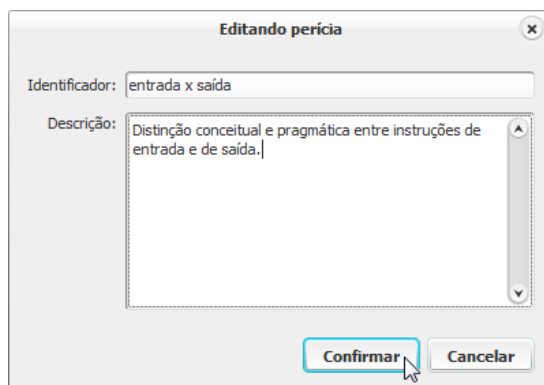 Editando perícia
Identificador: entrada x saída
Descrição: Distinção conceitual e pragmática entre instruções de
entrada e de saída.
Confirmar Cancelar